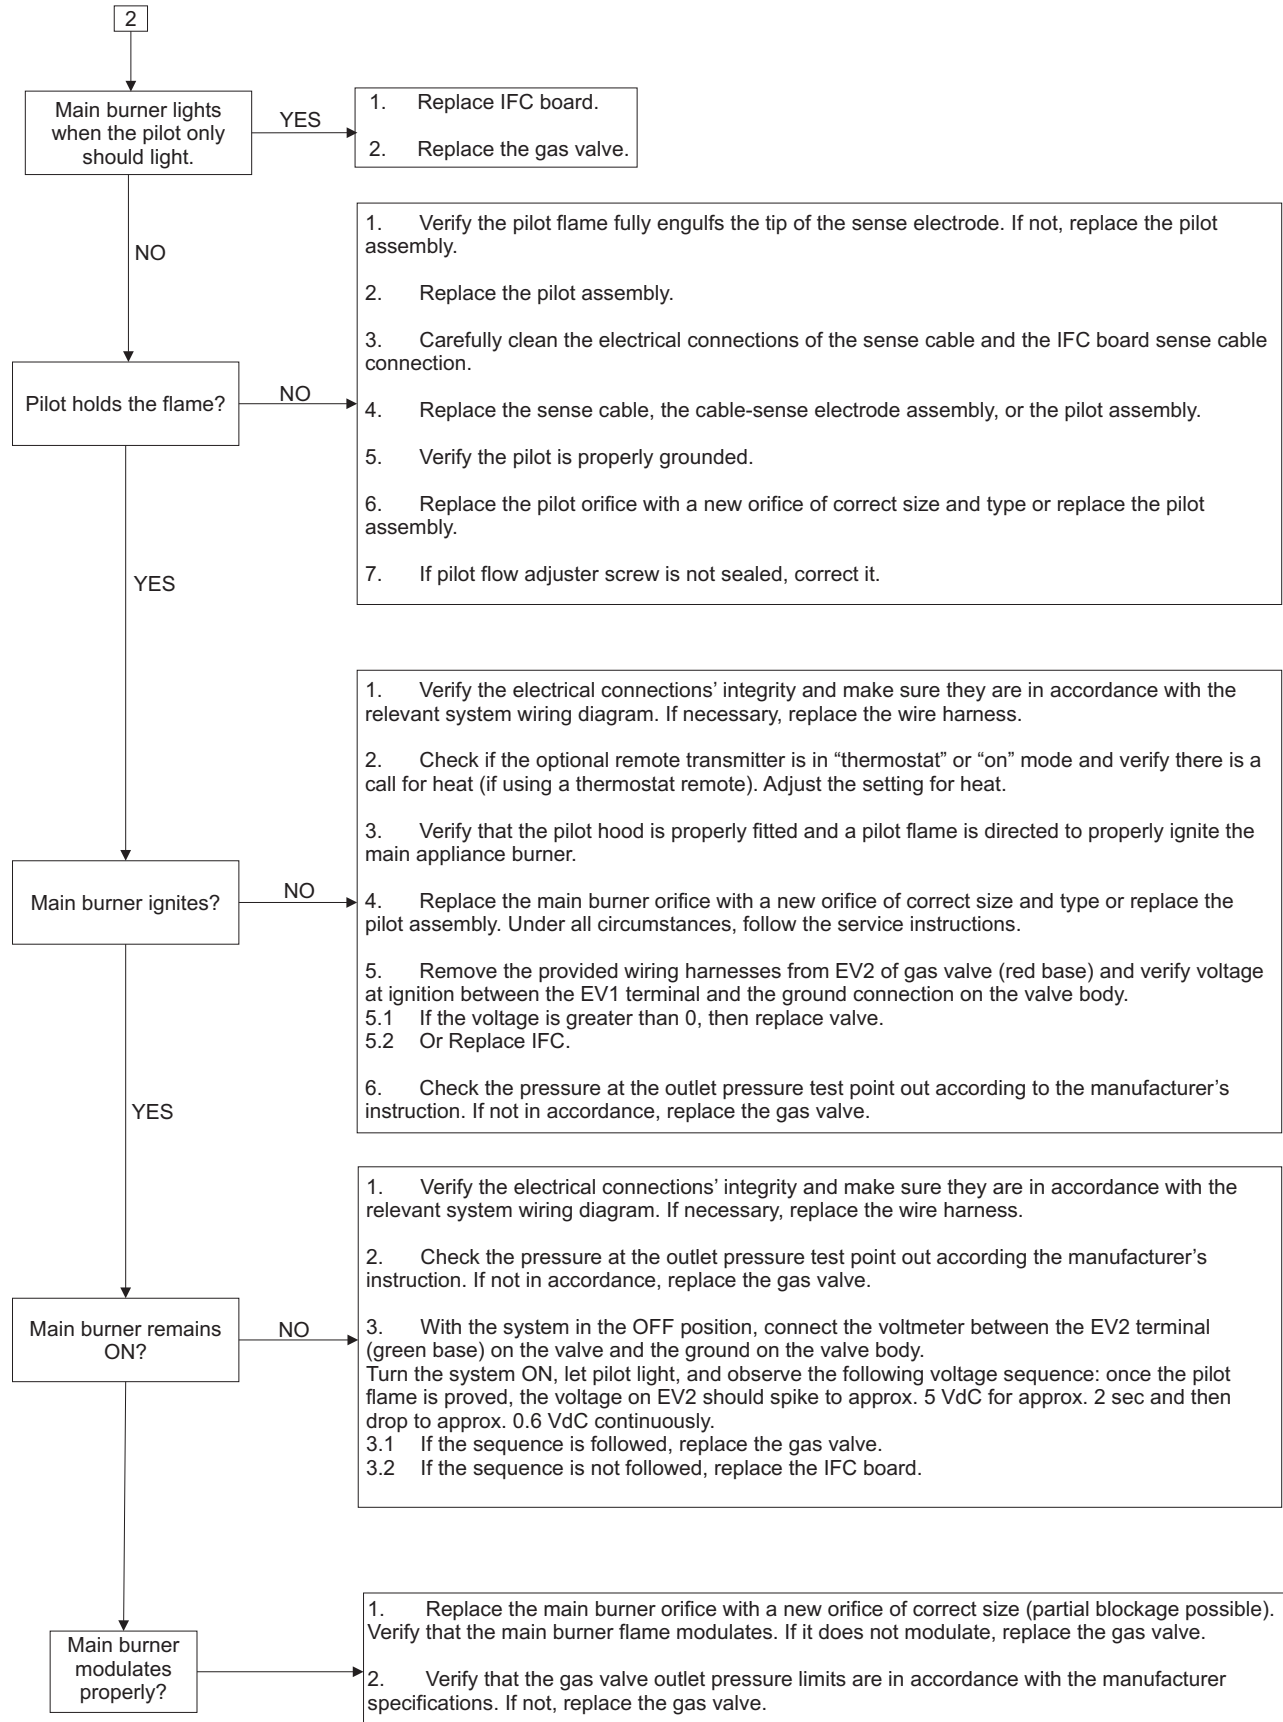 2
Main burner lights
when the pilot only
should light.
YES
1. Replace IFC board.
2. Replace the gas valve.
NO
1. Verify the pilot flame fully engulfs the tip of the sense electrode. If not, replace the pilot
assembly.
2. Replace the pilot assembly.
3. Carefully clean the electrical connections of the sense cable and the IFC board sense cable
connection.
4. Replace the sense cable, the cable-sense electrode assembly, or the pilot assembly.
5. Verify the pilot is properly grounded.
6. Replace the pilot orifice with a new orifice of correct size and type or replace the pilot
assembly.
7. If pilot flow adjuster screw is not sealed, correct it.
Pilot holds the flame?
NO
YES
1. Verify the electrical connections’ integrity and make sure they are in accordance with the
relevant system wiring diagram. If necessary, replace the wire harness.
2. Check if the optional remote transmitter is in “thermostat” or “on” mode and verify there is a
call for heat (if using a thermostat remote). Adjust the setting for heat.
3. Verify that the pilot hood is properly fitted and a pilot flame is directed to properly ignite the
main appliance burner.
4. Replace the main burner orifice with a new orifice of correct size and type or replace the
pilot assembly. Under all circumstances, follow the service instructions.
5. Remove the provided wiring harnesses from EV2 of gas valve (red base) and verify voltage
at ignition between the EV1 terminal and the ground connection on the valve body.
5.1 If the voltage is greater than 0, then replace valve.
5.2 Or Replace IFC.
6. Check the pressure at the outlet pressure test point out according to the manufacturer’s
instruction. If not in accordance, replace the gas valve.
Main burner ignites?
NO
YES
1. Verify the electrical connections’ integrity and make sure they are in accordance with the
relevant system wiring diagram. If necessary, replace the wire harness.
2. Check the pressure at the outlet pressure test point out according the manufacturer’s
instruction. If not in accordance, replace the gas valve.
3. With the system in the OFF position, connect the voltmeter between the EV2 terminal
(green base) on the valve and the ground on the valve body.
Turn the system ON, let pilot light, and observe the following voltage sequence: once the pilot
flame is proved, the voltage on EV2 should spike to approx. 5 VdC for approx. 2 sec and then
drop to approx. 0.6 VdC continuously.
3.1 If the sequence is followed, replace the gas valve.
3.2 If the sequence is not followed, replace the IFC board.
Main burner remains
ON?
NO
Main burner
modulates
properly?
1. Replace the main burner orifice with a new orifice of correct size (partial blockage possible).
Verify that the main burner flame modulates. If it does not modulate, replace the gas valve.
2. Verify that the gas valve outlet pressure limits are in accordance with the manufacturer
specifications. If not, replace the gas valve.